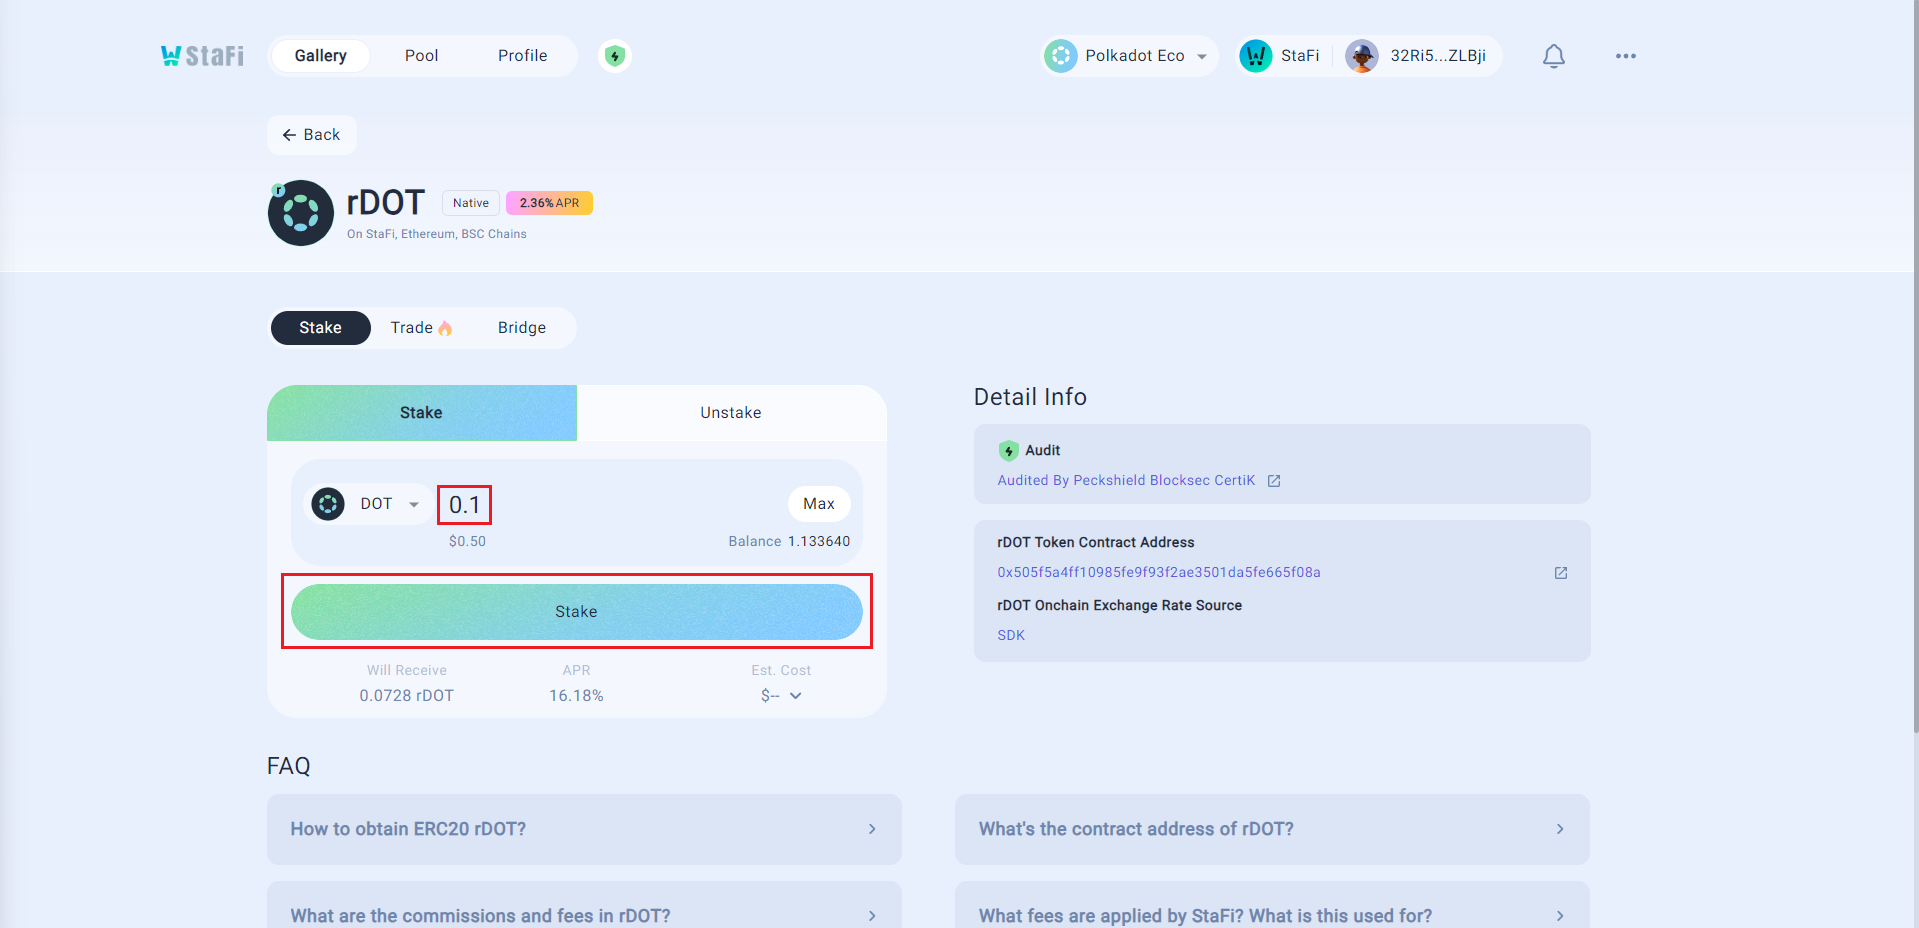 StaFi
Gallery
Pool
Profile
Polkadot Eco
StaFi
32Ri5...ZLBji
Back
r
rDOT
Native
2.36% APR
On StaFi, Ethereum, BSC Chains
Stake
Trade
Bridge
Stake
Unstake
DOT
0.1
Max
$0.50
Balance 1.133640
Stake
Will Receive
APR
Est. Cost
0.0728 rDOT
16.18%
$--
Detail Info
Audit
Audited By Peckshield Blocksec CertiK
rDOT Token Contract Address
0x505f5a4ff10985fe9f93f2ae3501da5fe665f08a
rDOT Onchain Exchange Rate Source
SDK
FAQ
How to obtain ERC20 rDOT?
What's the contract address of rDOT?
What are the commissions and fees in rDOT?
What fees are applied by StaFi? What is this used for?